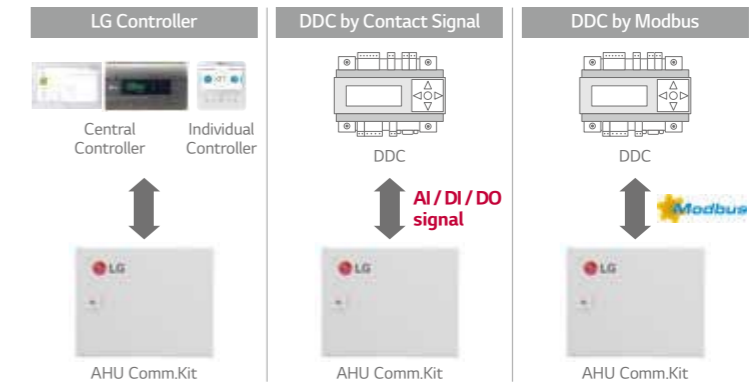 LG Controller
Central
Controller
Individual
Controller
LG
AHU Comm.Kit
DDC by Contact Signal
DDC
AI / DI / DO
signal
LG
AHU Comm.Kit
DDC by Modbus
DDC
Modbus
LG
AHU Comm.Kit